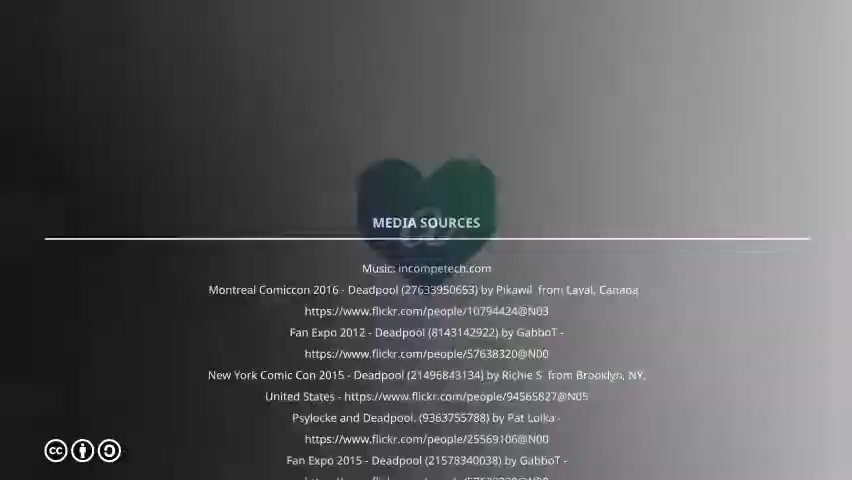 MEDIA SOURCES
Music: incompetech.com
Montreal Comiccon 2016 - Deadpool (27633950653) by Pikawil from Laval, Canada
https://www.flickr.com/people/10794424@N03
Fan Expo 2012 - Deadpool (8143142922) by GabboT -
https://www.flickr.com/people/57638320@N00
New York Comic Con 2015 - Deadpool (21496843134) by Richie S from Brooklyn, NY,
United States - https://www.flickr.com/people/94565827@N05
Psylocke and Deadpool. (9363755788) by Pat Loika -
https://www.flickr.com/people/25569106@N00
Fan Expo 2015 - Deadpool (21578340038) by GabboT -
cc